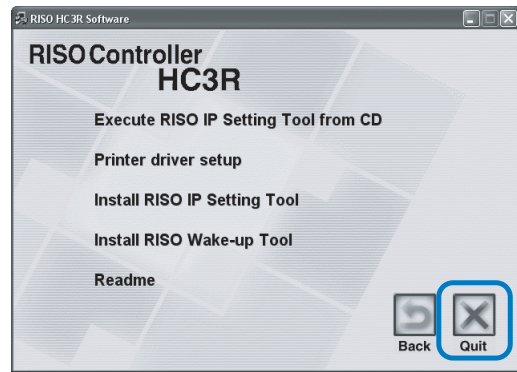 RISO HC3R Software
RISO Controller
HC3R
Execute RISO IP Setting Tool from CD
Printer driver setup
Install RISO IP Setting Tool
Install RISO Wake-up Tool
Readme
Back
Quit